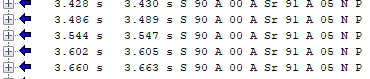 3.428 s 3.430 s S 90 A 00 A Sr 91 A 05 N P
3.486 s 3.489 s S 90 A 00 A Sr 91 A 05 N P
3.544 s 3.547 s S 90 A 00 A Sr 91 A 05 N P
3.602 s 3.605 s S 90 A 00 A Sr 91 A 05 N P
3.660 s 3.663 s S 90 A 00 A Sr 91 A 05 N P